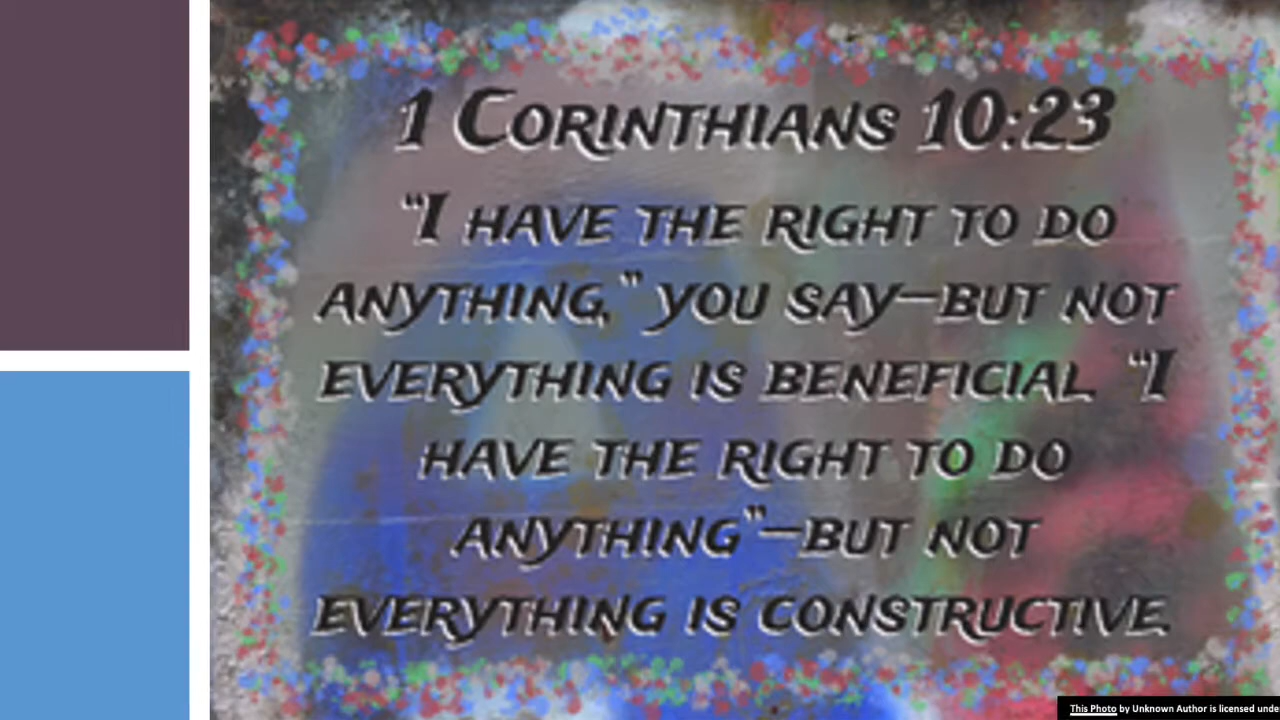 1 Corinthians 10:23
“I have the right to do
anything,” you say—but not
everything is beneficial. “I
have the right to do
anything”—but not
everything is constructive.
This Photo by Unknown Author is licensed unde